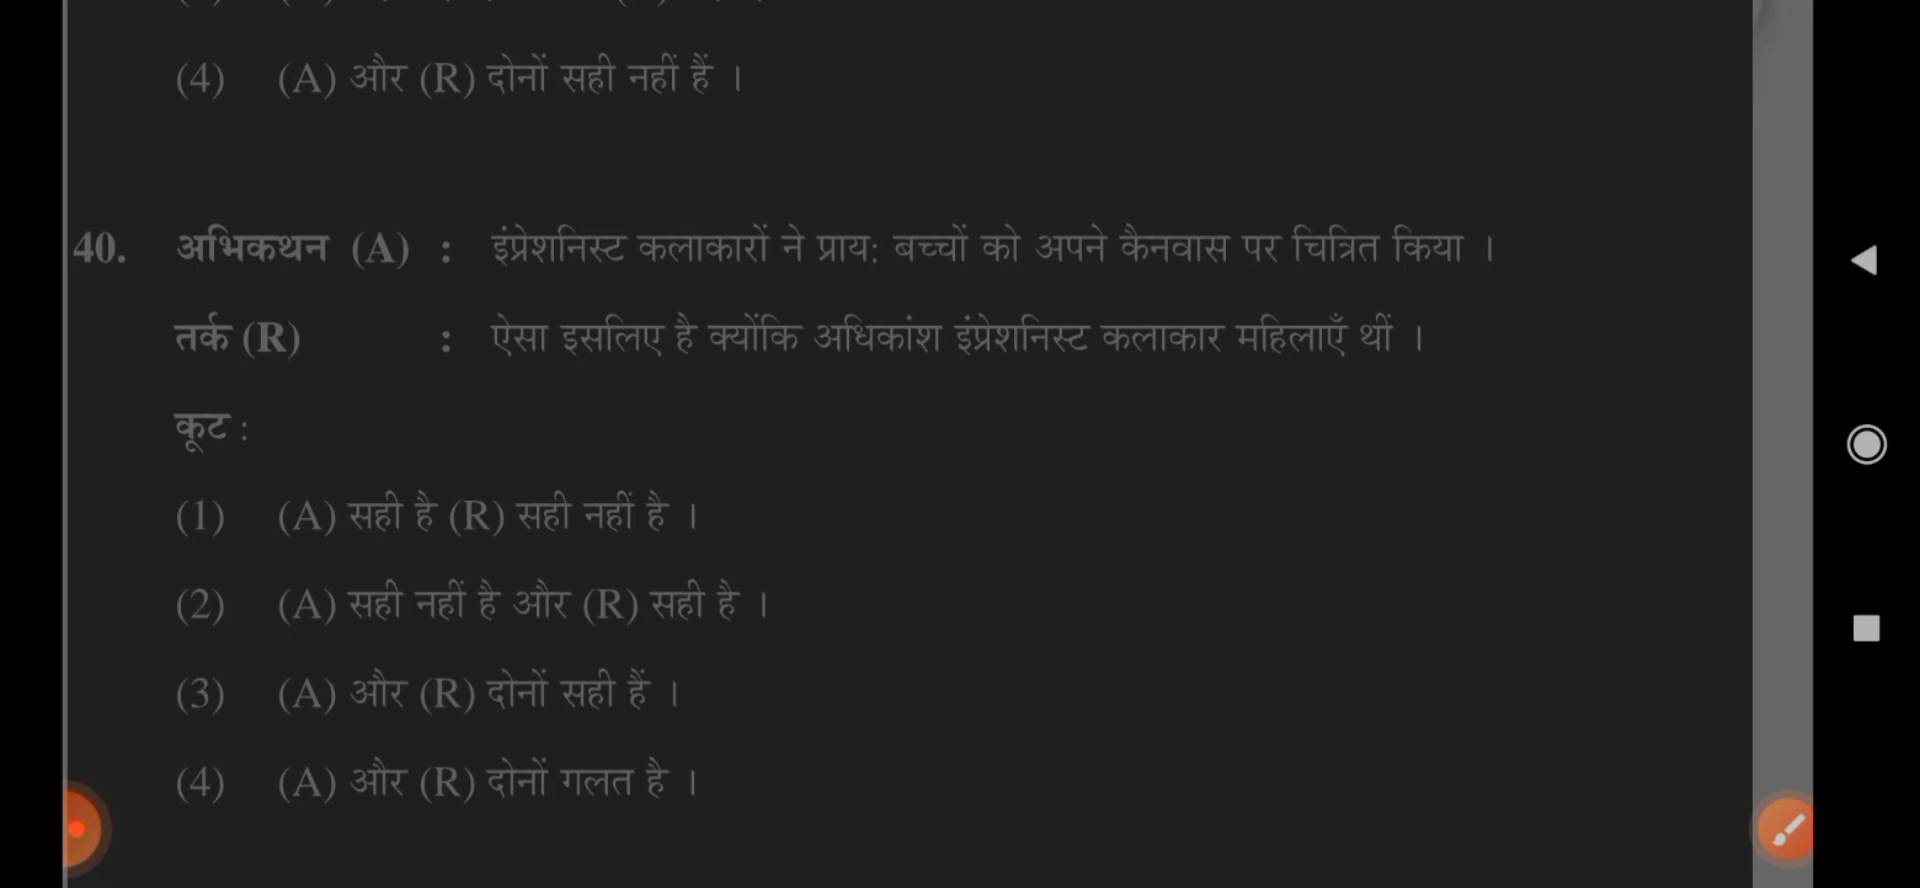 (4) (A) और (R) दोनों सही नहीं हैं ।
40. अभिकथन (A) : इंप्रेशनिस्ट कलाकारों ने प्राय: बच्चों को अपने कैनवास पर चित्रित किया ।
तर्क (R) : ऐसा इसलिए है क्योंकि अधिकांश इंप्रेशनिस्ट कलाकार महिलाएँ थीं ।
कूट :
(1) (A) सही है (R) सही नहीं है ।
(2) (A) सही नहीं है और (R) सही है ।
(3) (A) और (R) दोनों सही हैं ।
(4) (A) और (R) दोनों गलत है ।